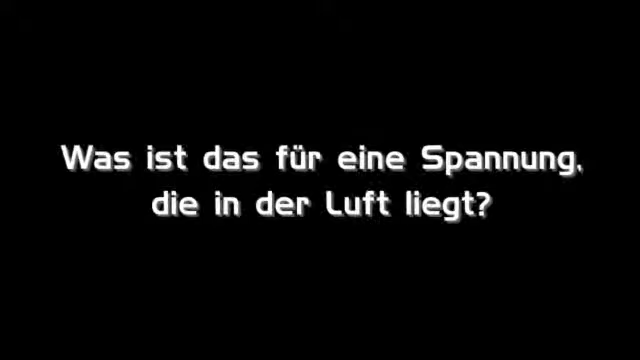 Was ist das für eine Spannung,
die in der Luft liegt?